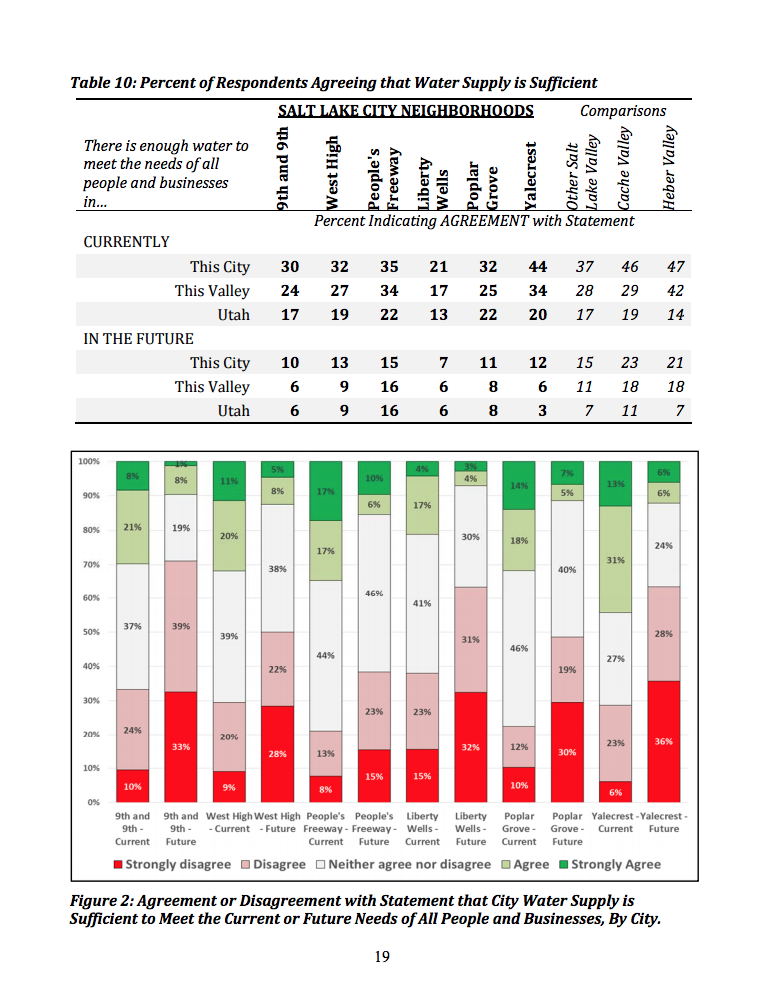 Table 10: Percent of Respondents Agreeing that Water Supply is Sufficient
SALT LAKE CITY NEIGHBORHOODS Comparisons
There is enough water to
meet the needs of all
people and businesses
in...
9th and 9th
West High
People's
Freeway
Liberty
Wells
Poplar
Grove
Yalecrest
Other Salt
Lake Valley
Cache Valley
Heber Valley
Percent Indicating AGREEMENT with Statement
CURRENTLY
This City 30 32 35 21 32 44 37 46 47
This Valley 24 27 34 17 25 34 28 29 42
Utah 17 19 22 13 22 20 17 19 14
IN THE FUTURE
This City 10 13 15 7 11 12 15 23 21
This Valley 6 9 16 6 8 6 11 18 18
Utah 6 9 16 6 8 3 7 11 7
100%
90%
80%
70%
60%
50%
40%
30%
20%
10%
0%
8%
21%
37%
24%
10%
1%
8%
19%
39%
33%
11%
20%
39%
20%
9%
5%
8%
38%
22%
28%
17%
17%
44%
13%
8%
10%
6%
46%
23%
15%
4%
17%
41%
23%
15%
3%
4%
30%
31%
32%
14%
18%
46%
12%
10%
7%
5%
40%
19%
30%
13%
31%
27%
23%
6%
6%
6%
24%
28%
36%
9th and
9th -
Current
9th and
9th -
Future
West High
- Current
West High
- Future
People's
Freeway -
Current
People's
Freeway -
Future
Liberty
Wells -
Current
Liberty
Wells -
Future
Poplar
Grove -
Current
Poplar
Grove -
Future
Yalecrest -
Current
Yalecrest -
Future
Strongly disagree Disagree Neither agree nor disagree Agree Strongly Agree
Figure 2: Agreement or Disagreement with Statement that City Water Supply is
Sufficient to Meet the Current or Future Needs of All People and Businesses, By City.
19